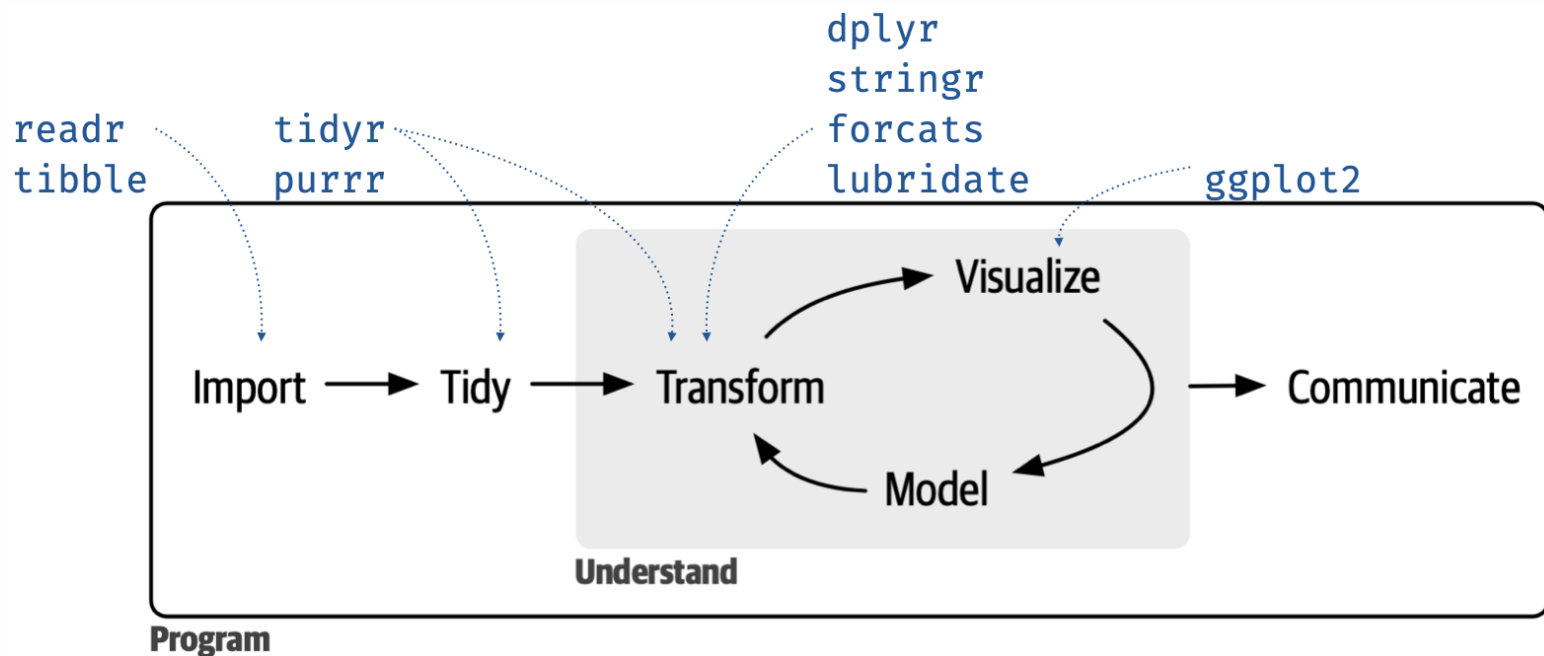 dplyr
stringr
readr
tidyr
forcats
tibble
purrr
lubridate
ggplot2
Visualize
Import
Tidy
Transform
Communicate
Model
Understand
Program